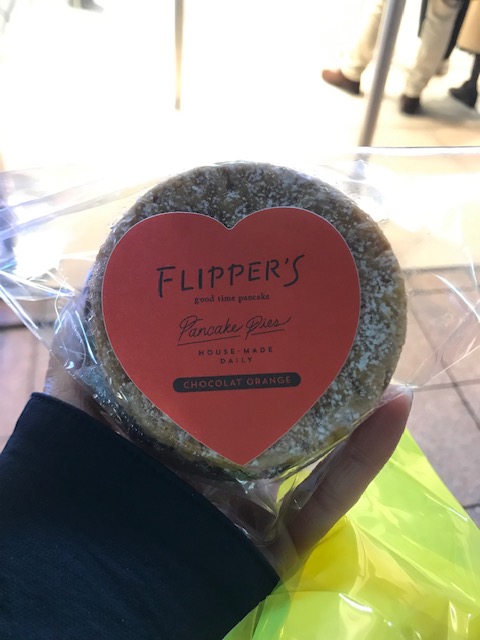 FLIPPER'S
good time pancake
Pancake Pies
HOUSE-MADE
DAILY
CHOCOLAT ORANGE